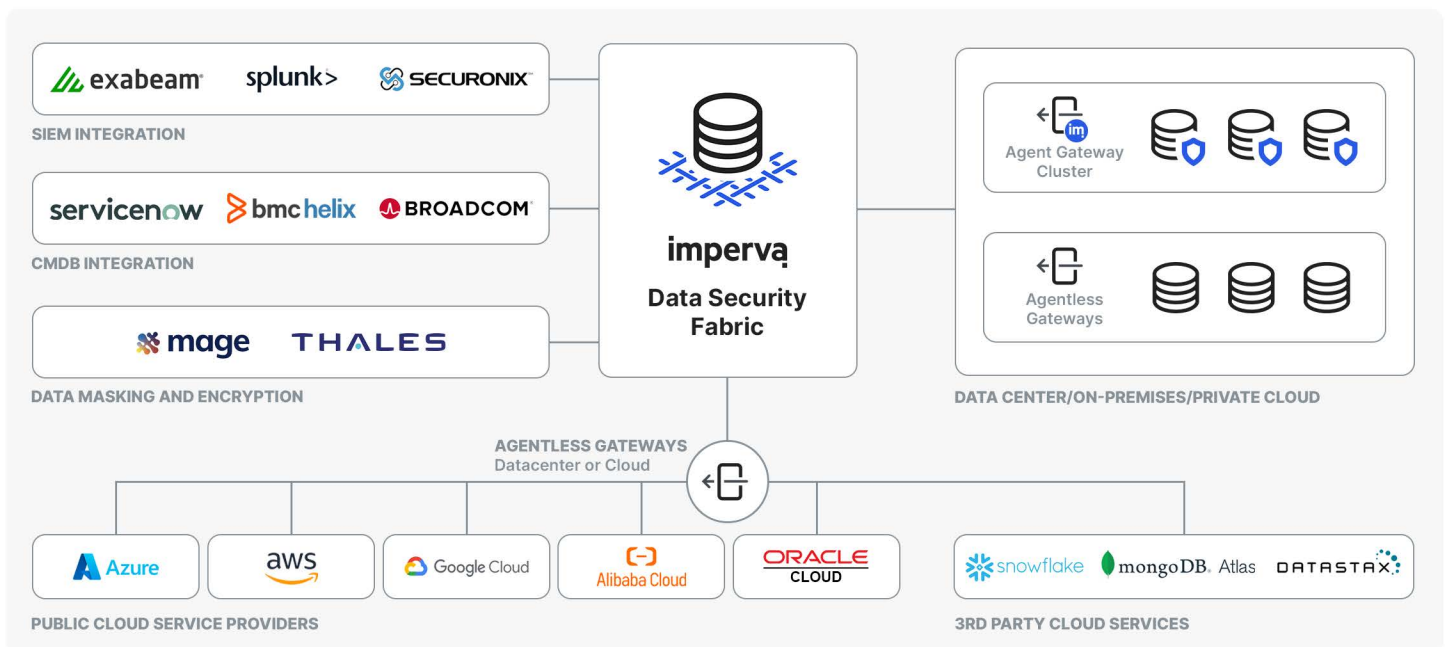 exabeam splunk> SECURONIX
SIEM INTEGRATION
servicenow bmc helix BROADCOM
CMDB INTEGRATION
mage THALES
DATA MASKING AND ENCRYPTION
imperva
Data Security
Fabric
im
Agent Gateway
Cluster
Agentless
Gateways
DATA CENTER/ON-PREMISES/PRIVATE CLOUD
AGENTLESS GATEWAYS
Datacenter or Cloud
Azure
aws
Google Cloud
Alibaba Cloud
ORACLE
CLOUD
PUBLIC CLOUD SERVICE PROVIDERS
snowflake mongoDB. Atlas DATASTAX
3RD PARTY CLOUD SERVICES